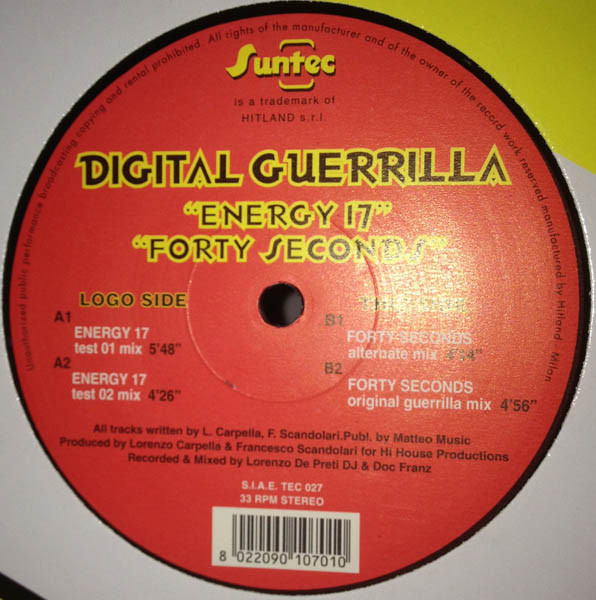 Unauthorized public performance broadcasting copying and rental prohibited. All rights of the manufacturer and of the owner of the record work reserved manufactured by Hitland Milan
Suntec
is a trademark of
HITLAND s.r.l.
DIGITAL GUERRILLA
"ENERGY 17"
"FORTY SECONDS"
LOGO SIDE
A1
ENERGY 17
test 01 mix 5'48"
A2
ENERGY 17
test 02 mix 4'26"
B1
FORTY SECONDS
alternate mix
B2
FORTY SECONDS
original guerrilla mix 4'56"
All tracks written by L. Carpella, F. Scandolari.Publ. by Matteo Music
Produced by Lorenzo Carpella & Francesco Scandolari for Hi House Productions
Recorded & Mixed by Lorenzo De Preti DJ & Doc Franz
S.I.A.E. TEC 027
33 RPM STEREO
8 022090 107010